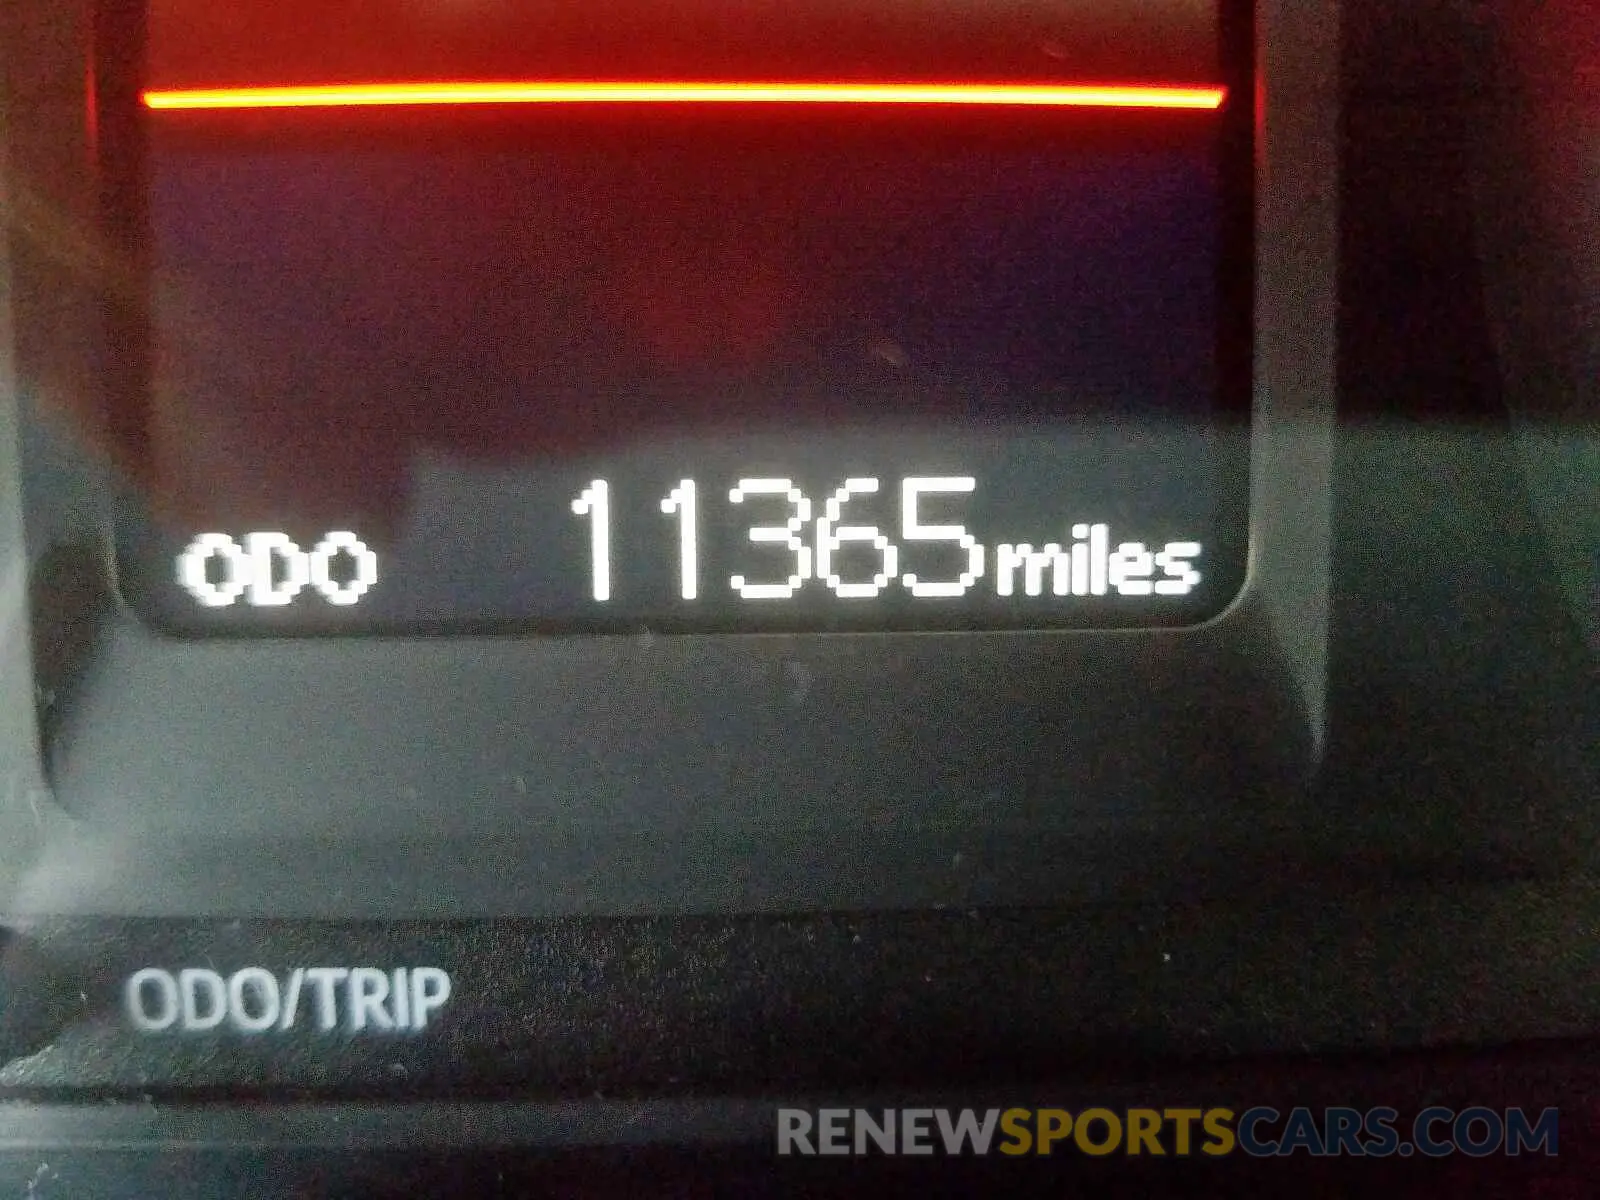 ODO 11365 miles
ODO/TRIP
RENEWSPORTSCARS.COM